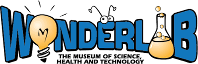 WONDERLAB
THE MUSEUM OF SCIENCE,
HEALTH AND TECHNOLOGY